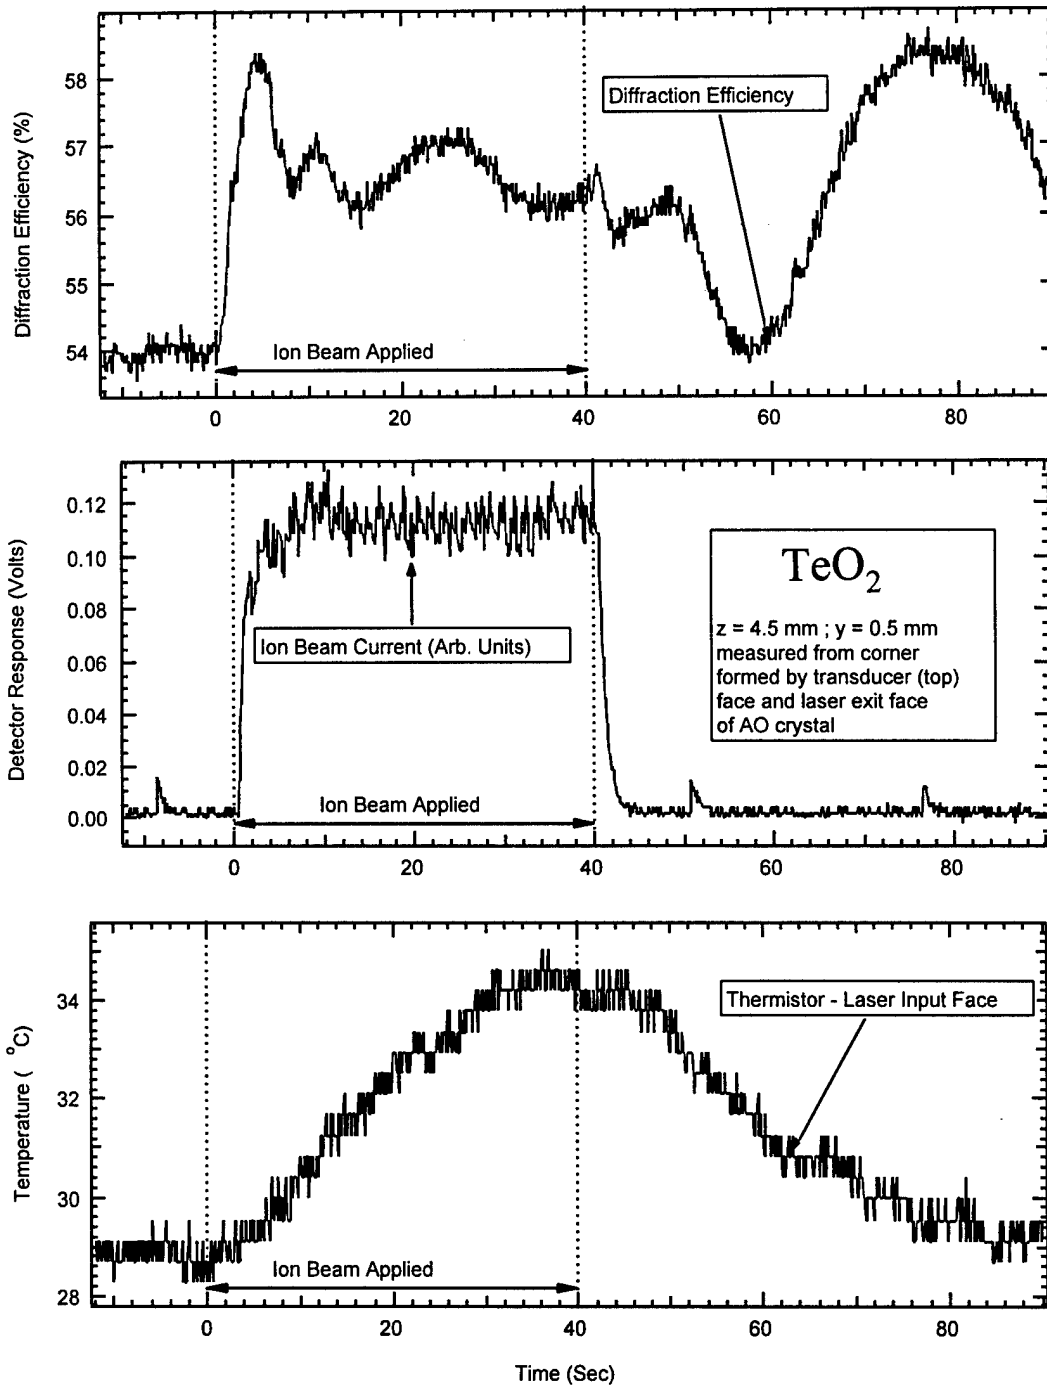 Diffraction Efficiency (%)
58
57
56
55
54
Diffraction Efficiency
Ion Beam Applied
0
20
40
60
80
Detector Response (Volts)
0.12
0.10
0.08
0.06
0.04
0.02
0.00
Ion Beam Current (Arb. Units)
TeO₂
z = 4.5 mm ; y = 0.5 mm
measured from corner
formed by transducer (top)
face and laser exit face
of AO crystal
Ion Beam Applied
0
20
40
60
80
Temperature ( °C)
34
32
30
28
Thermistor - Laser Input Face
Ion Beam Applied
0
20
40
60
80
Time (Sec)